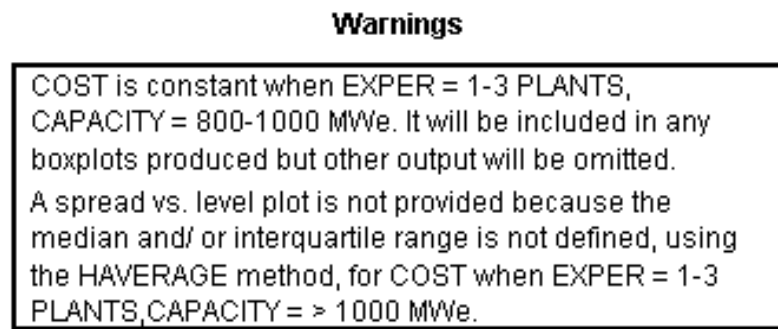 Warnings
COST is constant when EXPER = 1-3 PLANTS,
CAPACITY = 800-1000 MWe. It will be included in any
boxplots produced but other output will be omitted.
A spread vs. level plot is not provided because the
median and/ or interquartile range is not defined, using
the HAVERAGE method, for COST when EXPER = 1-3
PLANTS,CAPACITY = > 1000 MWe.